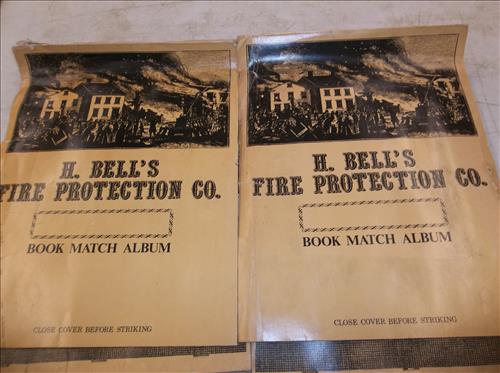 H. BELL'S
FIRE PROTECTION CO.
BOOK MATCH ALBUM
CLOSE COVER BEFORE STRIKING
H. BELL'S
FIRE PROTECTION CO.
BOOK MATCH ALBUM
CLOSE COVER BEFORE STRIKING